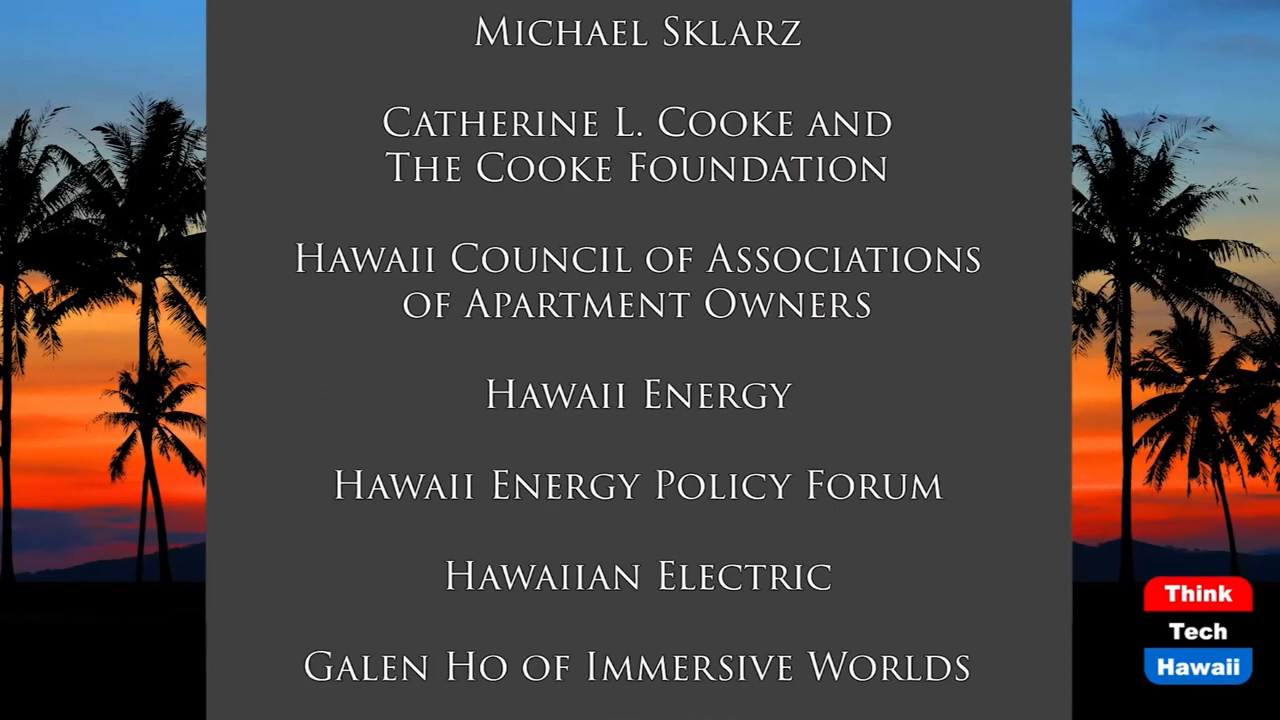 Michael Sklarz
Catherine L. Cooke and
The Cooke Foundation
Hawaii Council of Associations
of Apartment Owners
Hawaii Energy
Hawaii Energy Policy Forum
Hawaiian Electric
Galen Ho of Immersive Worlds
Think
Tech
Hawaii